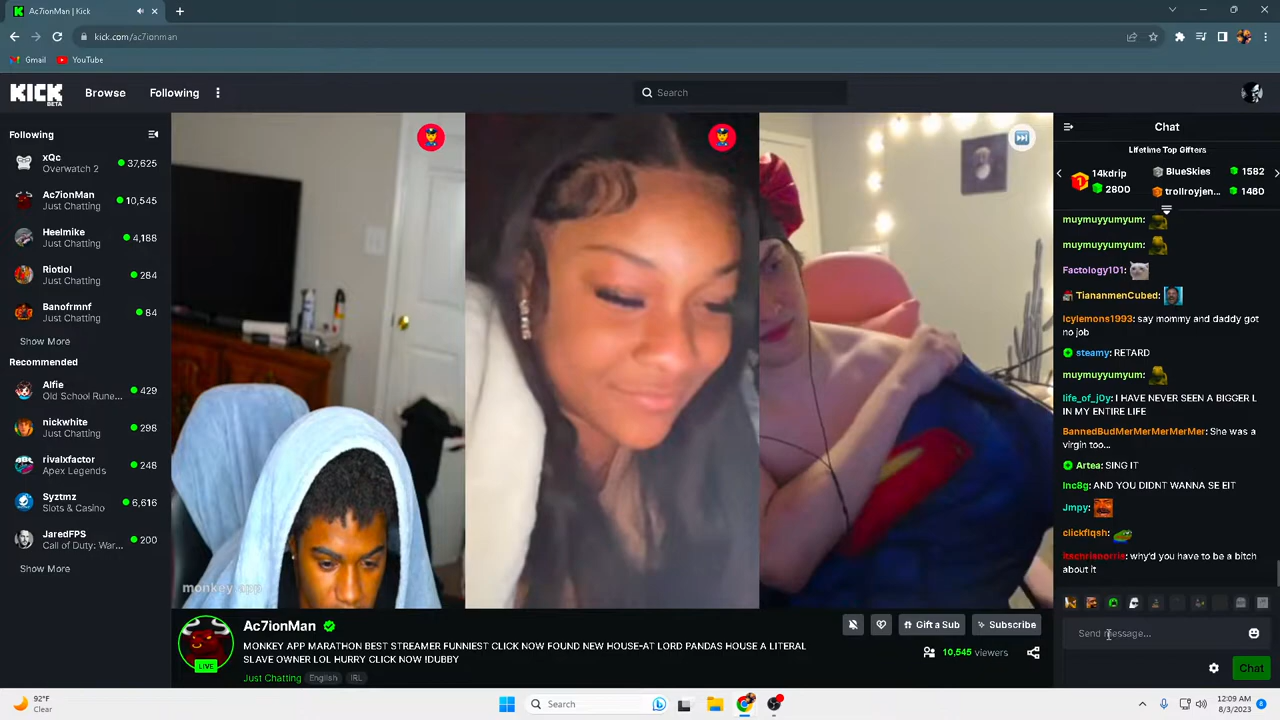 Ac7ionMan | Kick
kick.com/ac7ionman
Gmail
YouTube
KICK
BETA
Browse
Following
Search
Following
xQc
Overwatch 2
37,625
Ac7ionMan
Just Chatting
10,545
Heelmike
Just Chatting
4,188
Riotlol
Just Chatting
284
Banofrmnf
Just Chatting
84
Show More
Recommended
Alfie
Old School Rune...
429
nickwhite
Just Chatting
298
rivalxfactor
Apex Legends
248
Syztmz
Slots & Casino
6,616
JaredFPS
Call of Duty: War...
200
Show More
monkey.app
LIVE
Ac7ionMan
MONKEY APP MARATHON BEST STREAMER FUNNIEST CLICK NOW FOUND NEW HOUSE-AT LORD PANDAS HOUSE A LITERAL
SLAVE OWNER LOL HURRY CLICK NOW !DUBBY
Just Chatting
English
IRL
Gift a Sub
Subscribe
10,545 viewers
Chat
Lifetime Top Gifters
1
14kdrip
2800
BlueSkies
1582
trollroyjen...
1460
muymuyyumyum:
muymuyyumyum:
Factology101:
TiananmenCubed:
Icylemons1993: say mommy and daddy got
no job
steamy: RETARD
muymuyyumyum:
life_of_j0y: I HAVE NEVER SEEN A BIGGER L
IN MY ENTIRE LIFE
BannedBudMerMerMerMerMer: She was a
virgin too...
Artea: SING IT
Inc8g: AND YOU DIDNT WANNA SE EIT
Jmpy:
clickflqsh:
itschrisnorris: why'd you have to be a bitch
about it
Send message...
Chat
92°F
Clear
Search
12:09 AM
8/3/2023